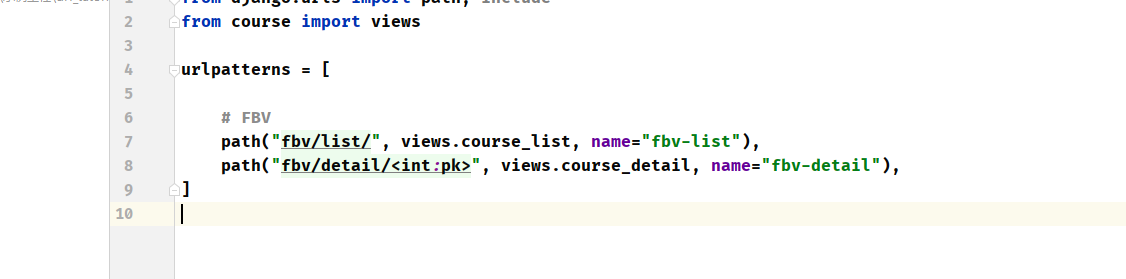 from django.urls import path, include
2 from course import views
3
4 urlpatterns = [
5
6 # FBV
7 path("fbv/list/", views.course_list, name="fbv-list"),
8 path("fbv/detail/<int:pk>", views.course_detail, name="fbv-detail"),
9 ]
10